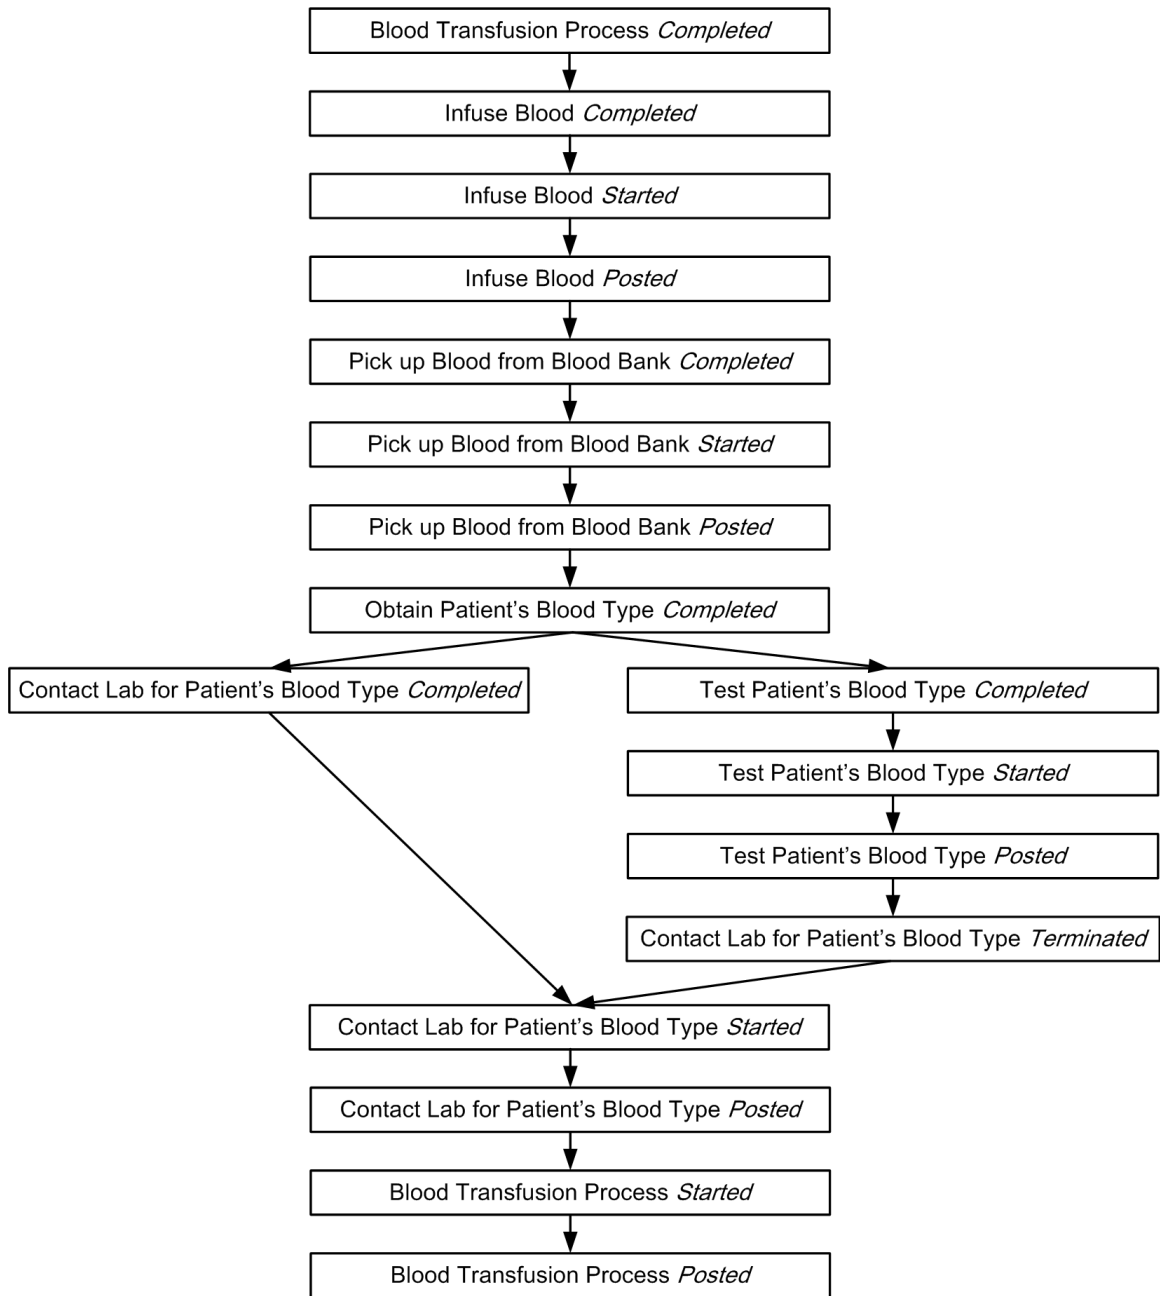 Blood Transfusion Process Completed
Infuse Blood Completed
Infuse Blood Started
Infuse Blood Posted
Pick up Blood from Blood Bank Completed
Pick up Blood from Blood Bank Started
Pick up Blood from Blood Bank Posted
Obtain Patient’s Blood Type Completed
Contact Lab for Patient’s Blood Type Completed
Test Patient’s Blood Type Completed
Test Patient’s Blood Type Started
Test Patient’s Blood Type Posted
Contact Lab for Patient’s Blood Type Terminated
Contact Lab for Patient’s Blood Type Started
Contact Lab for Patient’s Blood Type Posted
Blood Transfusion Process Started
Blood Transfusion Process Posted